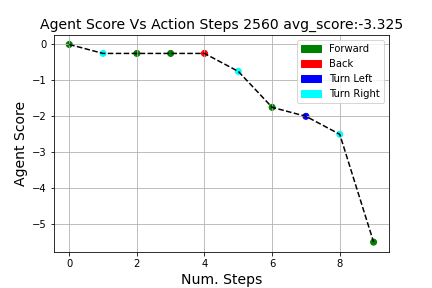 Agent Score Vs Action Steps 2560 avg_score:-3.325
Agent Score
0
−1
−2
−3
−4
−5
Forward
Back
Turn Left
Turn Right
0 2 4 6 8
Num. Steps